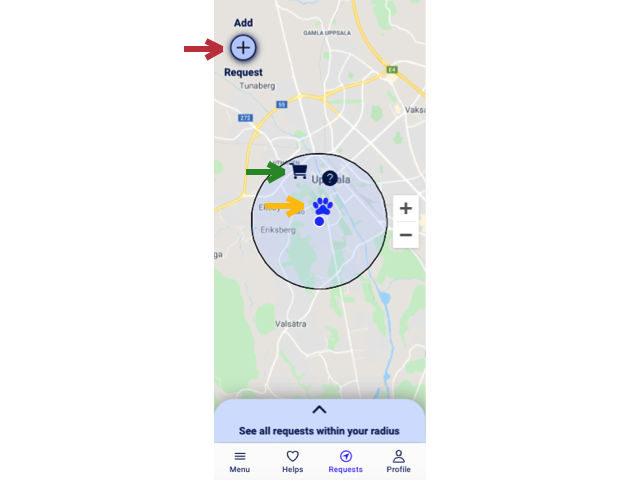 Add
Request
GAMLA UPPSALA
E4
Tunaberg
55
272
Vaksa
?
Uppsala
Eriksberg
ga
Valsätra
See all requests within your radius
Menu
Helps
Requests
Profile